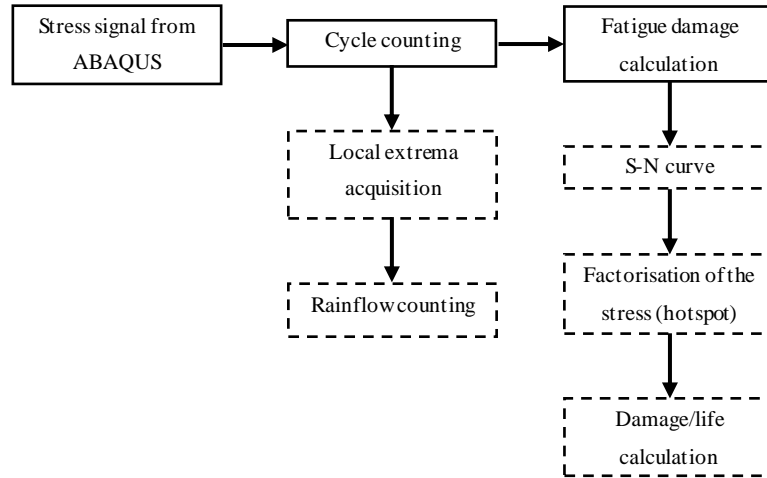 Stress signal from
ABAQUS
Cycle counting
Fatigue damage
calculation
Local extrema
acquisition
S-N curve
Rainflow counting
Factorisation of the
stress (hotspot)
Damage/life
calculation